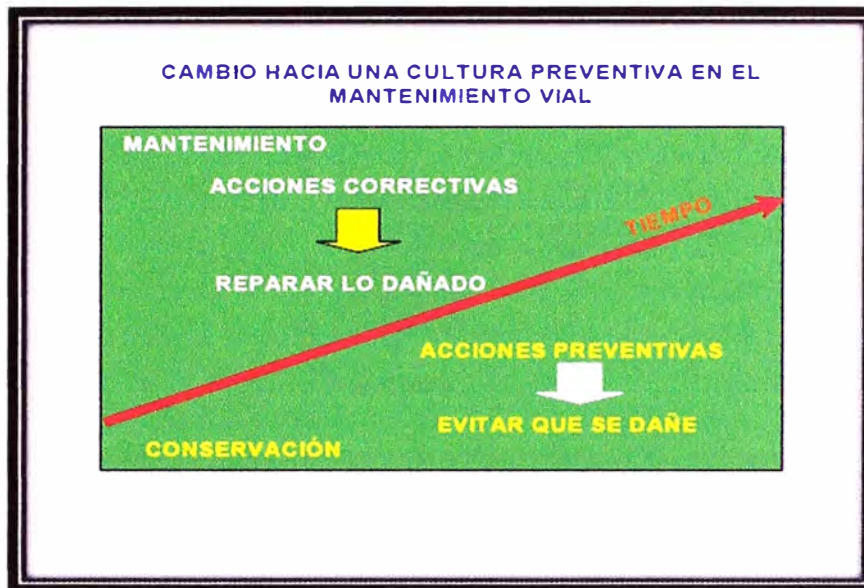 CAMBIO HACIA UNA CULTURA PREVENTIVA EN EL
MANTENIMIENTO VIAL
MANTENIMIENTO
ACCIONES CORRECTIVAS
TIEMPO
REPARAR LO DAÑADO
ACCIONES PREVENTIVAS
EVITAR QUE SE DAÑE
CONSERVACIÓN